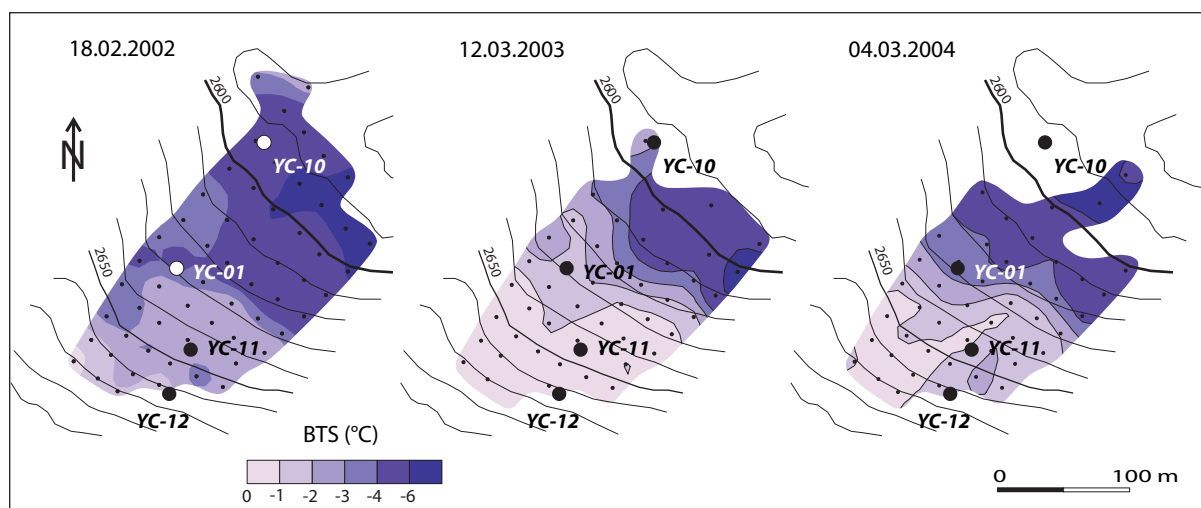 18.02.2002
12.03.2003
04.03.2004
2600
2600
2600
N
YC-10
YC-10
YC-10
2650
2650
2650
YC-01
YC-01
YC-01
YC-11
YC-11
YC-11
YC-12
YC-12
YC-12
BTS (°C)
0 -1 -2 -3 -4 -6
0 100 m